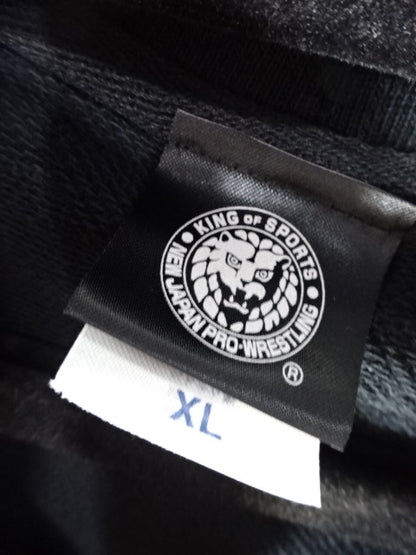 KING OF SPORTS
NEW JAPAN PRO-WRESTLING
®
XL